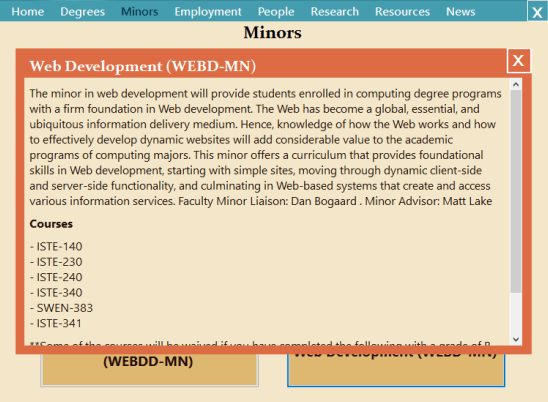 Home Degrees Minors Employment People Research Resources News X
Minors
Web Development (WEBD-MN) X
The minor in web development will provide students enrolled in computing degree programs
with a firm foundation in Web development. The Web has become a global, essential, and
ubiquitous information delivery medium. Hence, knowledge of how the Web works and how
to effectively develop dynamic websites will add considerable value to the academic
programs of computing majors. This minor offers a curriculum that provides foundational
skills in Web development, starting with simple sites, moving through dynamic client-side
and server-side functionality, and culminating in Web-based systems that create and access
various information services. Faculty Minor Liaison: Dan Bogaard . Minor Advisor: Matt Lake
Courses
- ISTE-140
- ISTE-230
- ISTE-240
- ISTE-340
- SWEN-383
- ISTE-341
**Some of the courses will be waived if you have completed the following with a grade of B
(WEBDD-MN) Web Development (WEBD-MN)